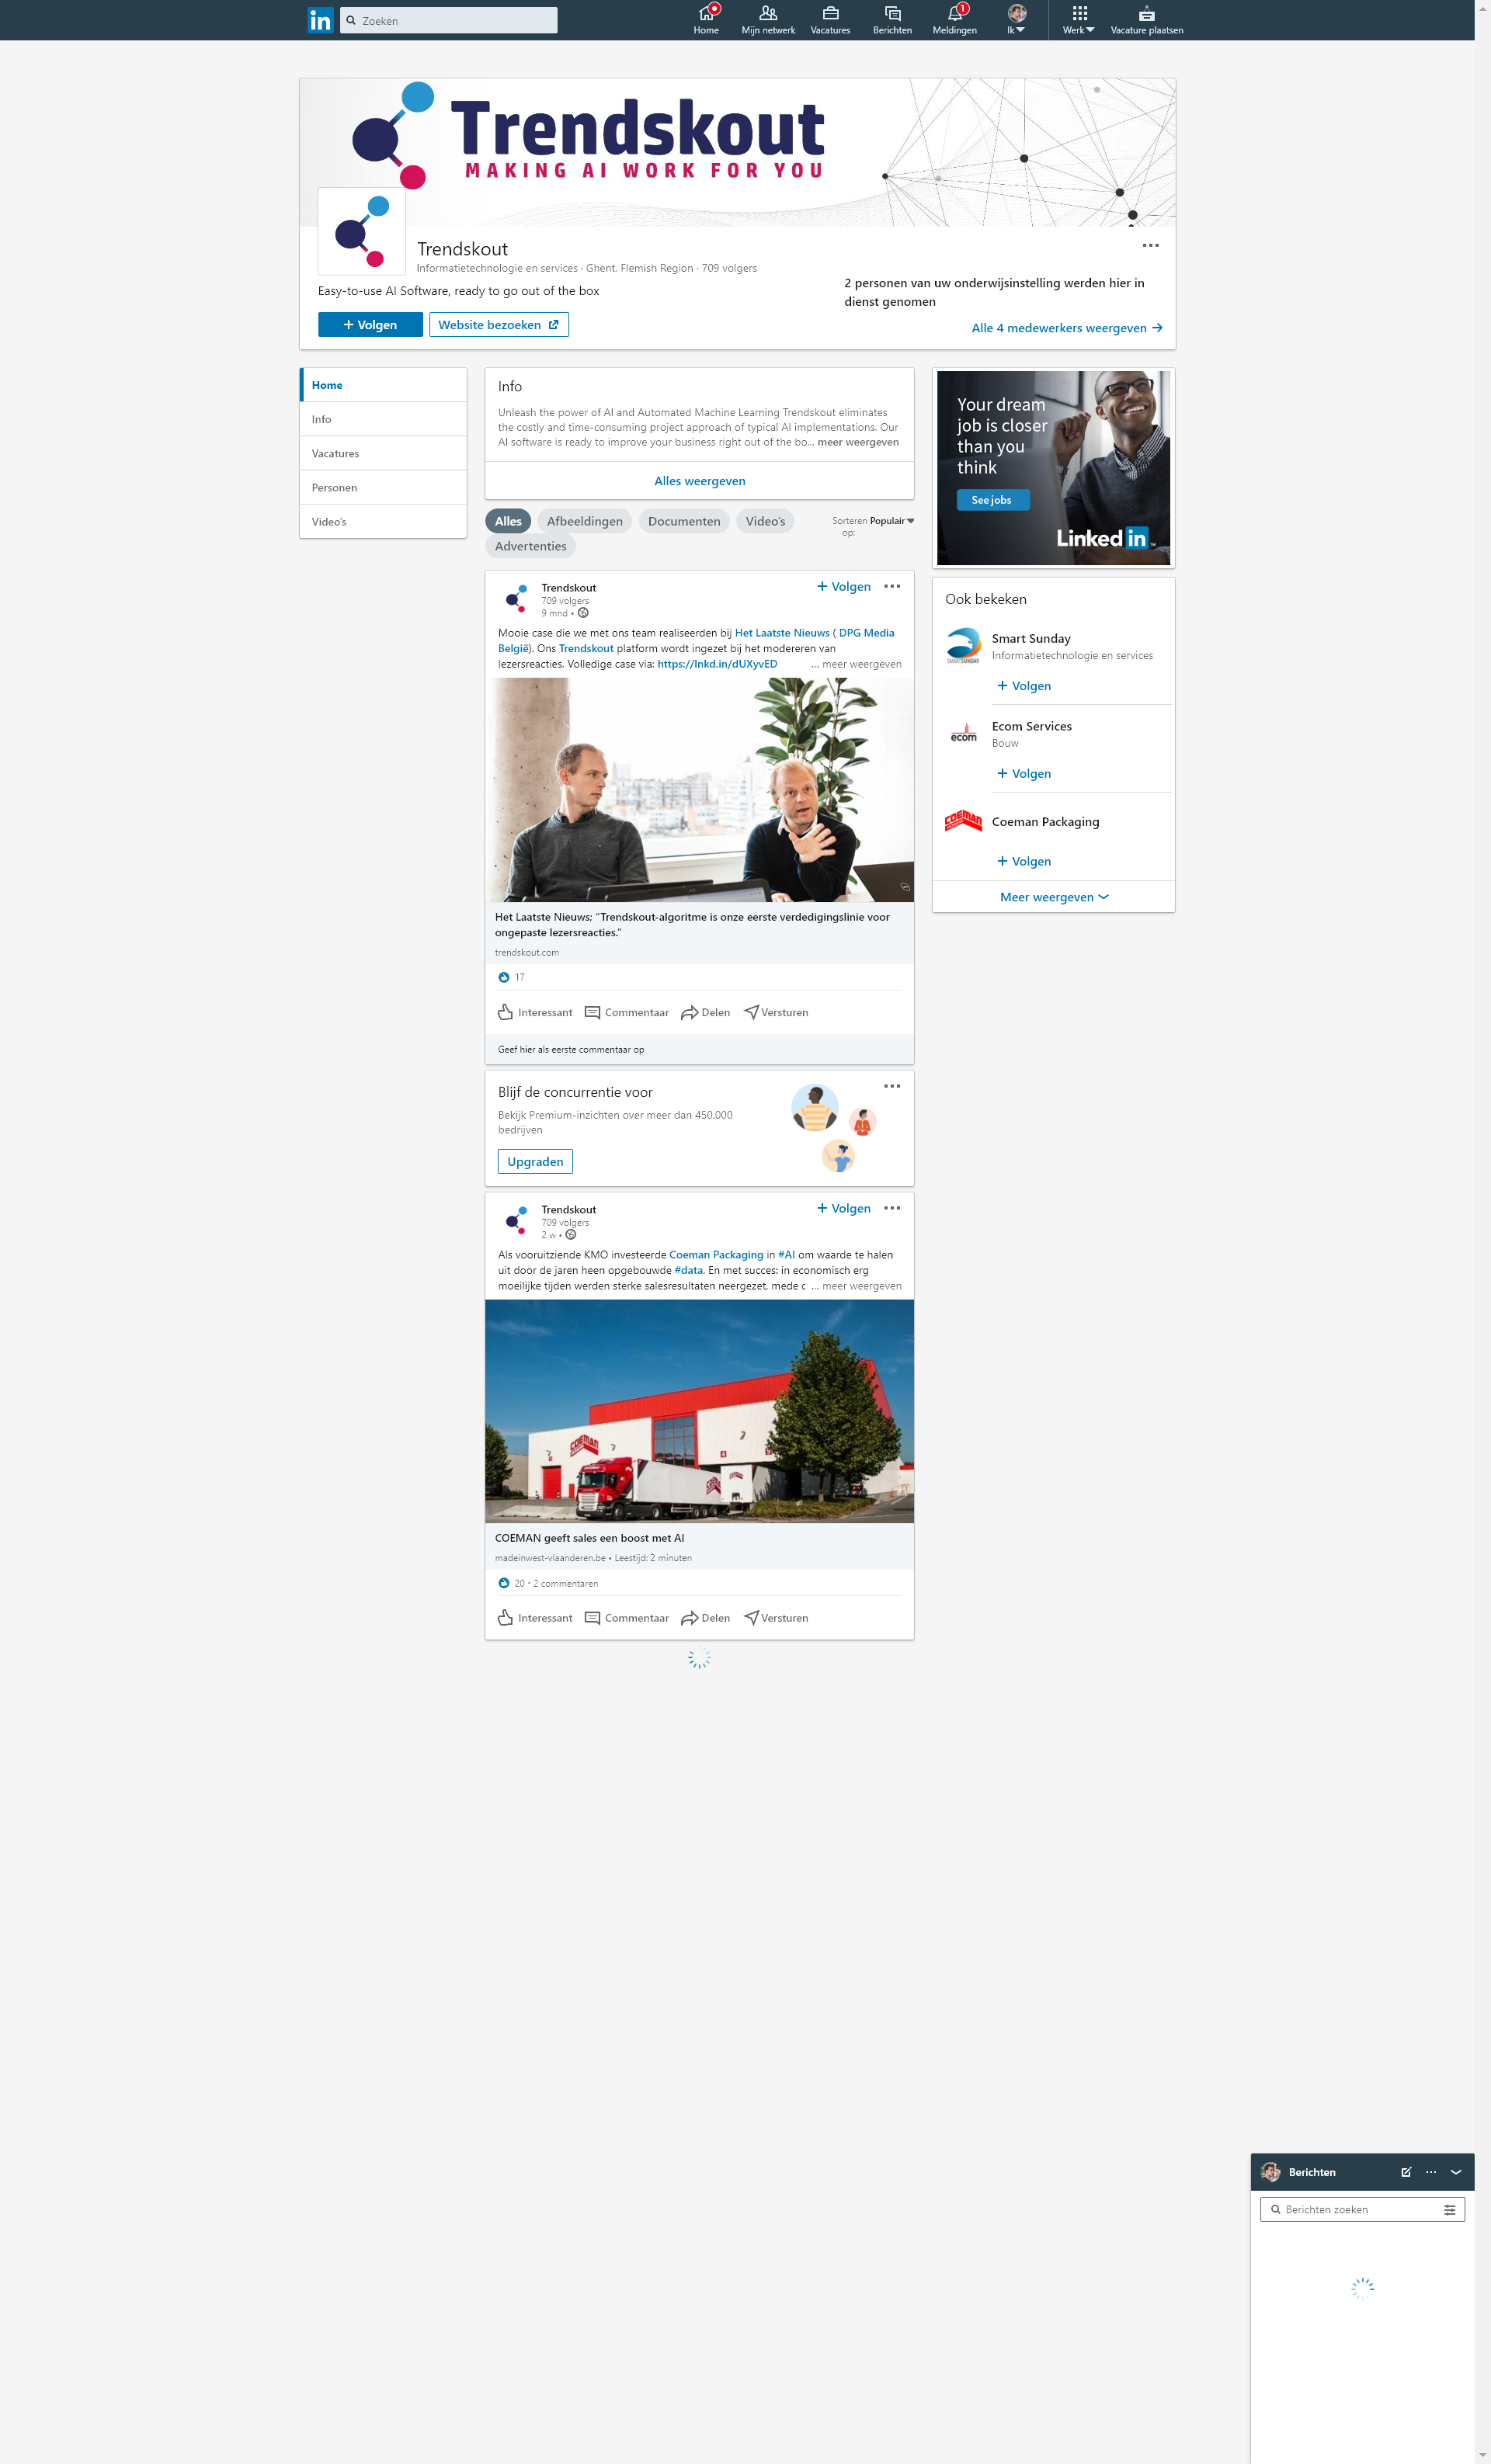 in Zoeken
Home
Mijn netwerk
Vacatures
Berichten
1
Meldingen
Ik
Werk
Vacature plaatsen
Trendskout
MAKING AI WORK FOR YOU
Trendskout
Informatietechnologie en services · Ghent, Flemish Region · 709 volgers
Easy-to-use AI Software, ready to go out of the box
+ Volgen
Website bezoeken
2 personen van uw onderwijsinstelling werden hier in
dienst genomen
Alle 4 medewerkers weergeven →
Home
Info
Vacatures
Personen
Video's
Info
Unleash the power of AI and Automated Machine Learning Trendskout eliminates
the costly and time-consuming project approach of typical AI implementations. Our
AI software is ready to improve your business right out of the bo... meer weergeven
Alles weergeven
Alles Afbeeldingen Documenten Video's
Advertenties
Sorteren Populair
op:
Trendskout
709 volgers
9 mnd •
+ Volgen
Mooie case die we met ons team realiseerden bij Het Laatste Nieuws ( DPG Media
België). Ons Trendskout platform wordt ingezet bij het modereren van
lezersreacties. Volledige case via: https://lnkd.in/dUXyvED ... meer weergeven
Het Laatste Nieuws; “Trendskout-algoritme is onze eerste verdedigingslinie voor
ongepaste lezersreacties.”
trendskout.com
17
Interessant Commentaar Delen Versturen
Geef hier als eerste commentaar op
Blijf de concurrentie voor
Bekijk Premium-inzichten over meer dan 450.000
bedrijven
Upgraden
Trendskout
709 volgers
2 w •
+ Volgen
Als vooruitziende KMO investeerde Coeman Packaging in #AI om waarde te halen
uit door de jaren heen opgebouwde #data. En met succes: in economisch erg
moeilijke tijden werden sterke salesresultaten neergezet, mede ... meer weergeven
COEMAN
COEMAN geeft sales een boost met AI
madeinwest-vlaanderen.be • Leestijd: 2 minuten
20 · 2 commentaren
Interessant Commentaar Delen Versturen
Your dream
job is closer
than you
think
See jobs
Linked in
Ook bekeken
SMART SUNDAY
Smart Sunday
Informatietechnologie en services
+ Volgen
ecom
Ecom Services
Bouw
+ Volgen
COEMAN
Coeman Packaging
+ Volgen
Meer weergeven
Berichten
Berichten zoeken